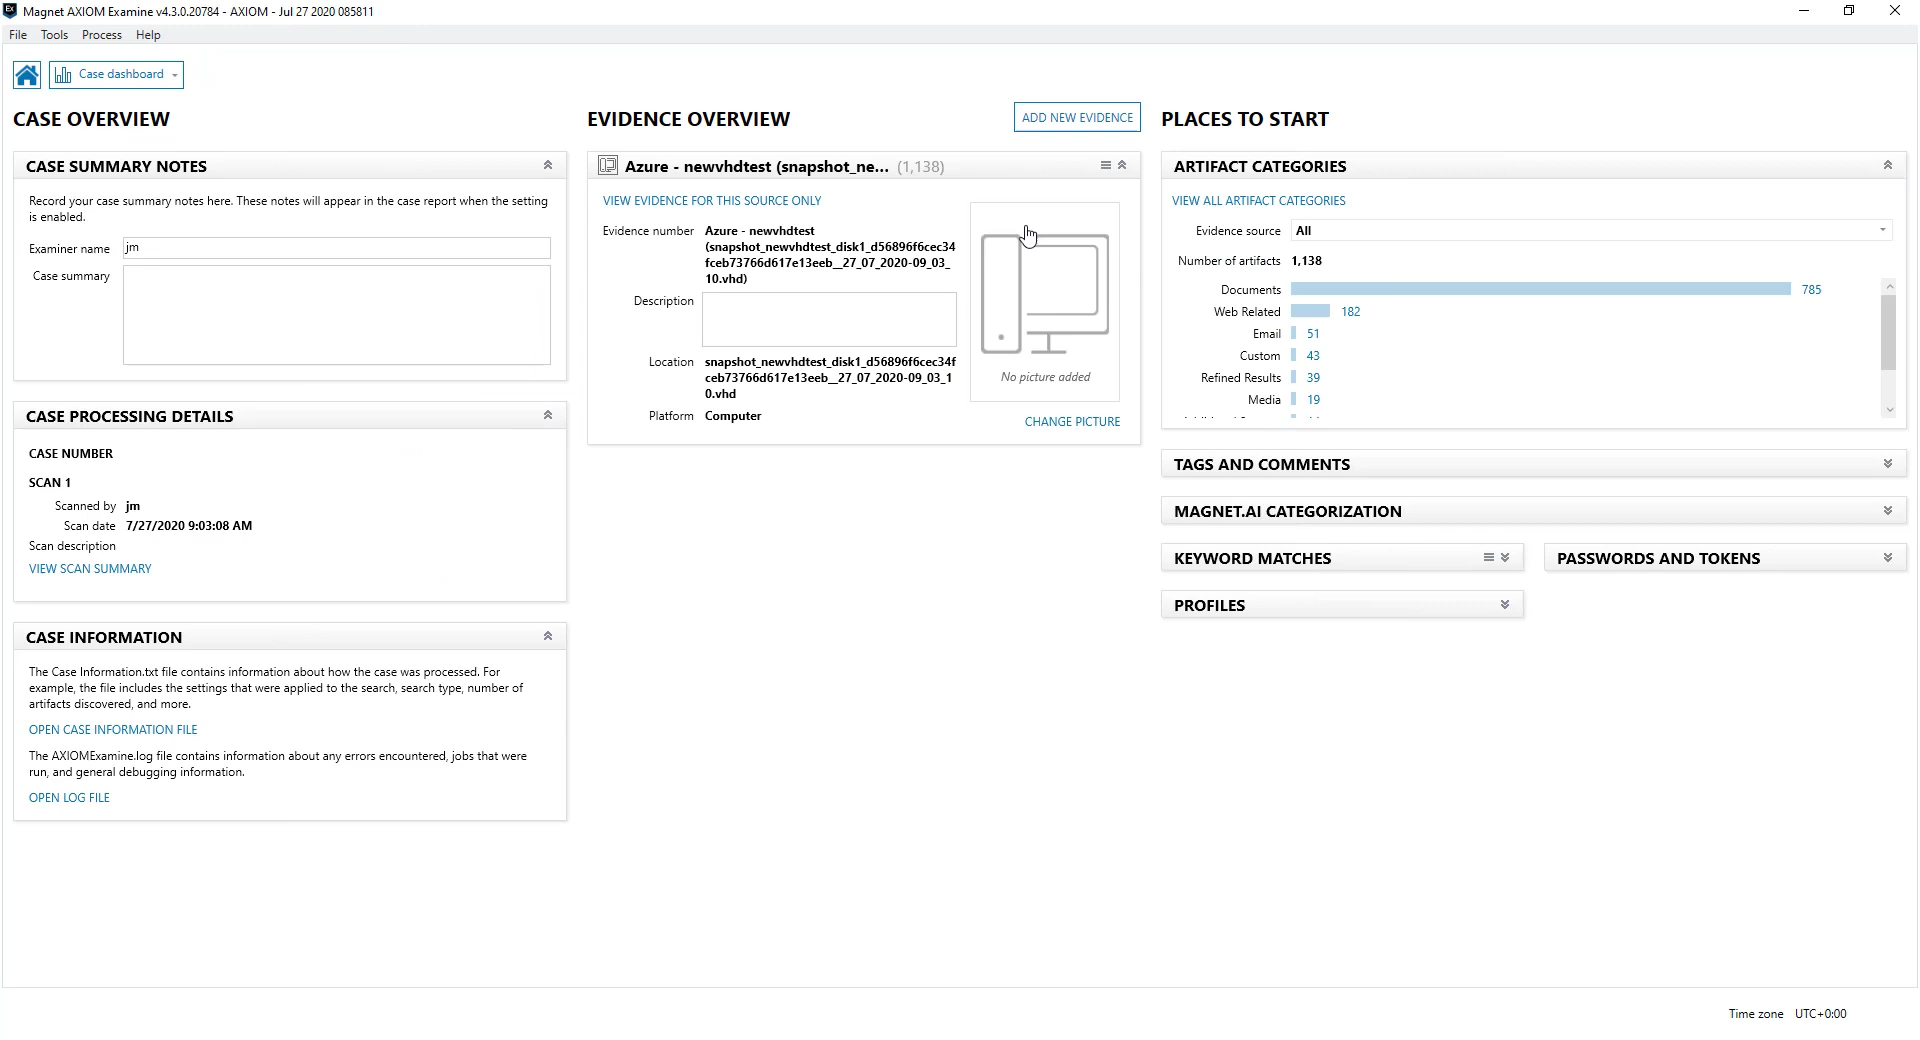 Magnet AXIOM Examine v4.3.0.20784 - AXIOM - Jul 27 2020 085811
File Tools Process Help
Case dashboard
CASE OVERVIEW
CASE SUMMARY NOTES
Record your case summary notes here. These notes will appear in the case report when the setting
is enabled.
Examiner name jm
Case summary
CASE PROCESSING DETAILS
CASE NUMBER
SCAN 1
Scanned by jm
Scan date 7/27/2020 9:03:08 AM
Scan description
VIEW SCAN SUMMARY
CASE INFORMATION
The Case Information.txt file contains information about how the case was processed. For
example, the file includes the settings that were applied to the search, search type, number of
artifacts discovered, and more.
OPEN CASE INFORMATION FILE
The AXIOMExamine.log file contains information about any errors encountered, jobs that were
run, and general debugging information.
OPEN LOG FILE
EVIDENCE OVERVIEW
ADD NEW EVIDENCE
Azure - newvhdtest (snapshot_ne... (1,138)
VIEW EVIDENCE FOR THIS SOURCE ONLY
Evidence number Azure - newvhdtest
(snapshot_newvhdtest_disk1_d56896f6cec34
fceb73766d617e13eeb__27_07_2020-09_03_
10.vhd)
Description
Location snapshot_newvhdtest_disk1_d56896f6cec34f
ceb73766d617e13eeb__27_07_2020-09_03_1
0.vhd
Platform Computer
No picture added
CHANGE PICTURE
PLACES TO START
ARTIFACT CATEGORIES
VIEW ALL ARTIFACT CATEGORIES
Evidence source All
Number of artifacts 1,138
Documents 785
Web Related 182
Email 51
Custom 43
Refined Results 39
Media 19
TAGS AND COMMENTS
MAGNET.AI CATEGORIZATION
KEYWORD MATCHES
PASSWORDS AND TOKENS
PROFILES
Time zone UTC+0:00